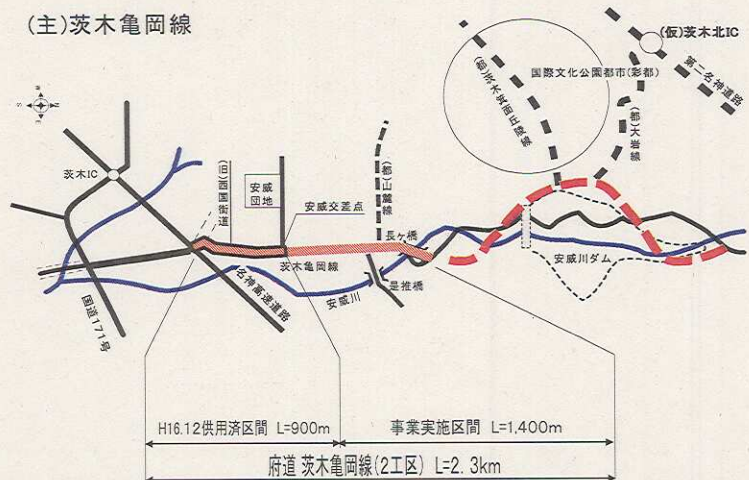 (主)茨木亀岡線
(仮)茨木北IC
国際文化公園都市(彩都)
第二名神道路
(都)茨木箕面丘陵線
(都)大岩線
茨木IC
(旧)西国街道
安威
団地
安威交差点
(都)山麓線
長ヶ橋
茨木亀岡線
安威川ダム
安威川
是推橋
名神高速道路
国道171号
H16.12供用済区間 L=900m
事業実施区間 L=1,400m
府道 茨木亀岡線(2工区) L=2.3km